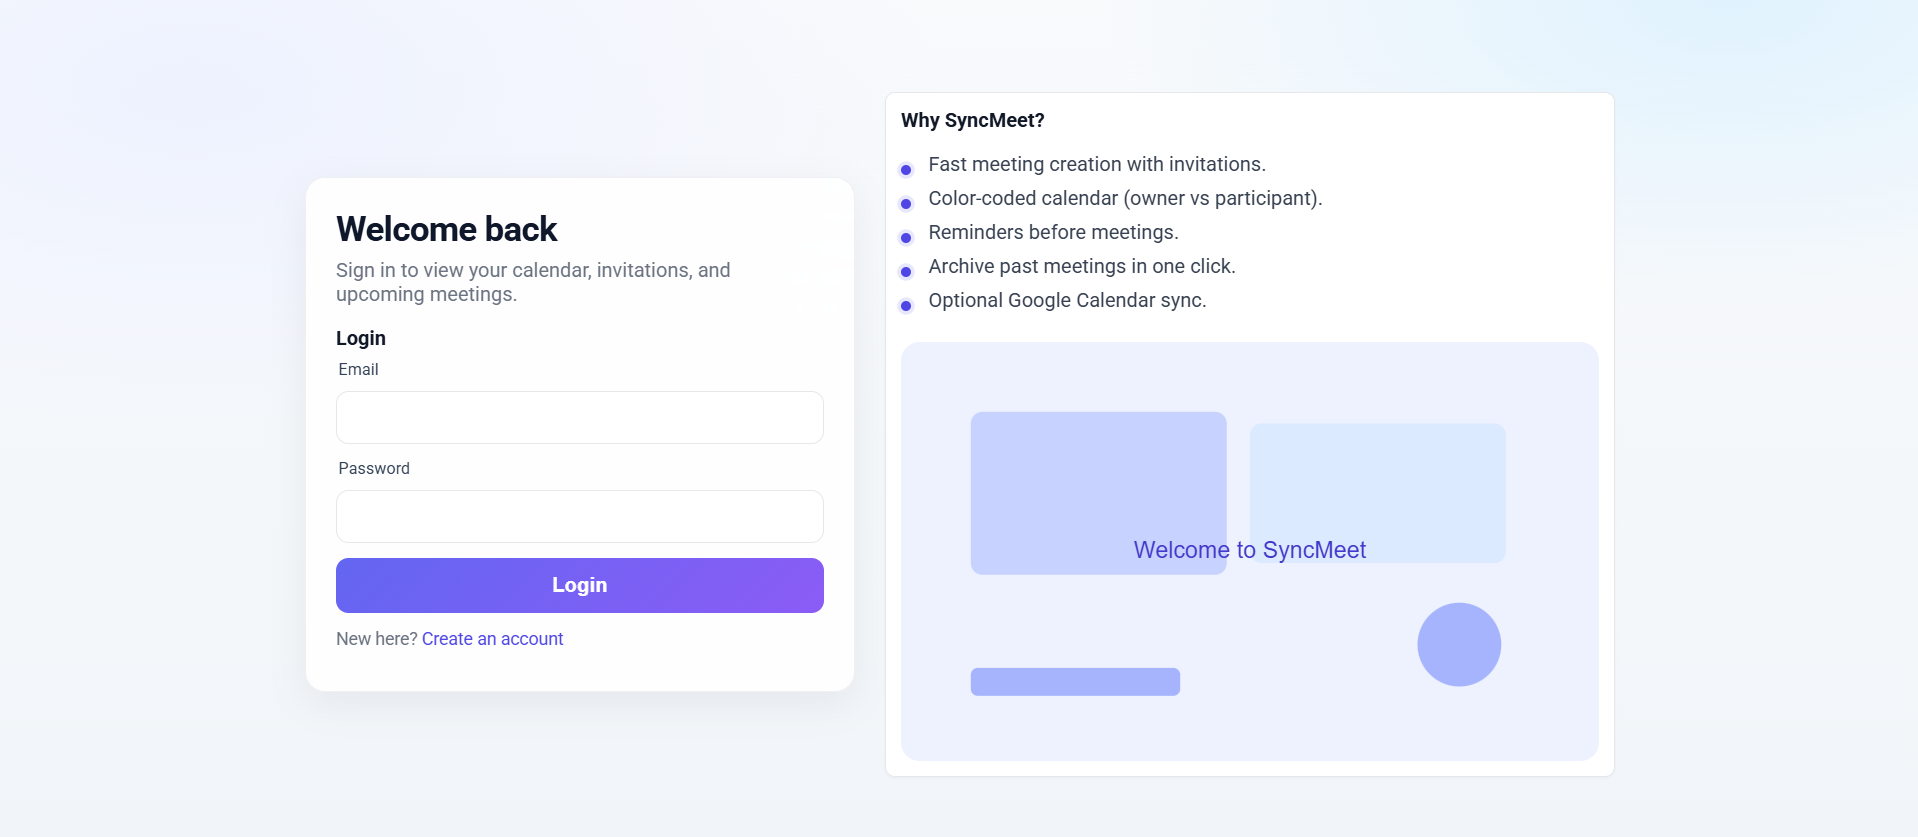 Welcome back
Sign in to view your calendar, invitations, and
upcoming meetings.
Login
Email
Password
Login
New here? Create an account
Why SyncMeet?
Fast meeting creation with invitations.
Color-coded calendar (owner vs participant).
Reminders before meetings.
Archive past meetings in one click.
Optional Google Calendar sync.
Welcome to SyncMeet